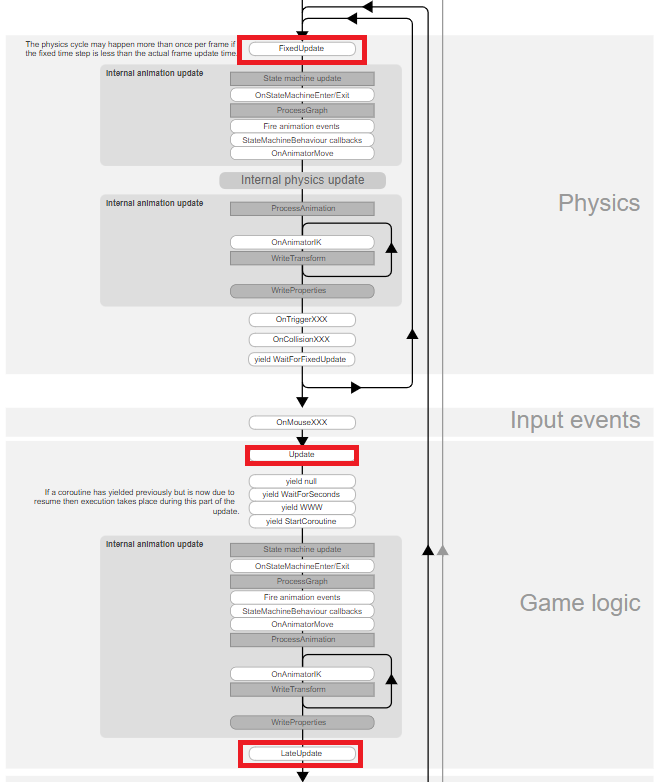 The physics cycle may happen more than once per frame if
the fixed time step is less than the actual frame update time.
FixedUpdate
Internal animation update
State machine update
OnStateMachineEnter/Exit
ProcessGraph
Fire animation events
StateMachineBehaviour callbacks
OnAnimatorMove
Internal physics update
Physics
Internal animation update
ProcessAnimation
OnAnimatorIK
WriteTransform
WriteProperties
OnTriggerXXX
OnCollisionXXX
yield WaitForFixedUpdate
OnMouseXXX
Input events
Update
yield null
If a coroutine has yielded previously but is now due to
resume then execution takes place during this part of the
update.
yield WaitForSeconds
yield WWW
yield StartCoroutine
Internal animation update
State machine update
OnStateMachineEnter/Exit
ProcessGraph
Fire animation events
Game logic
StateMachineBehaviour callbacks
OnAnimatorMove
ProcessAnimation
OnAnimatorIK
WriteTransform
WriteProperties
LateUpdate